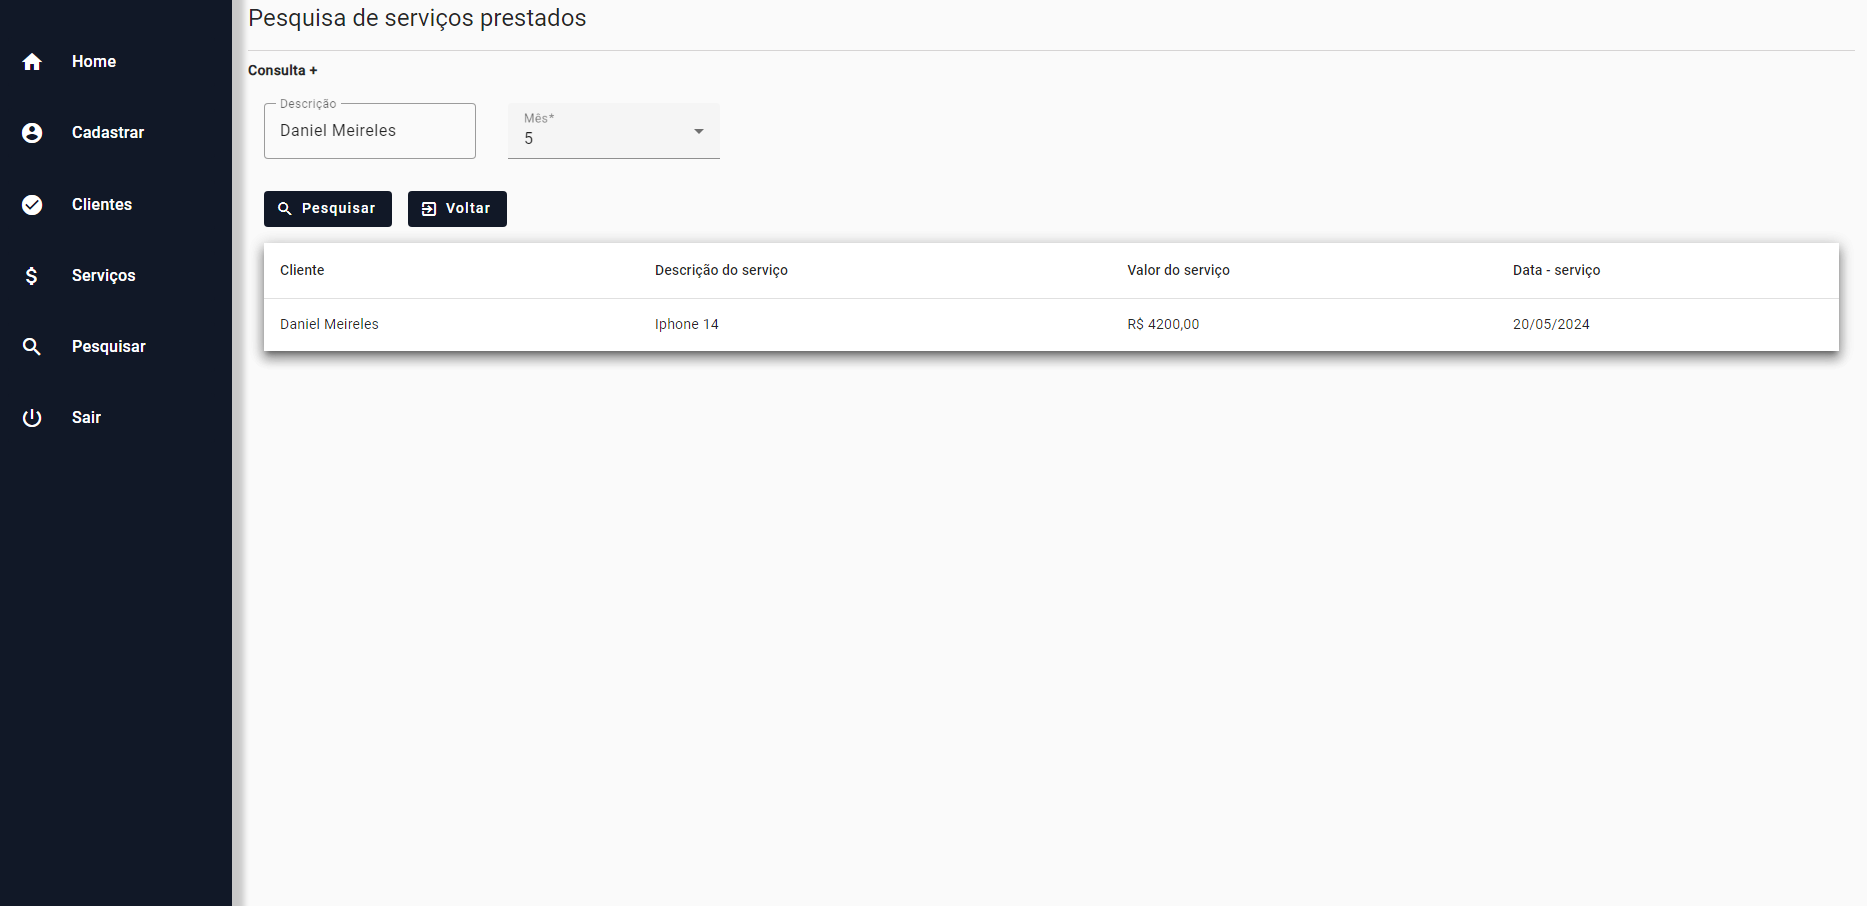 Home
Cadastrar
Clientes
Serviços
Pesquisar
Sair
Pesquisa de serviços prestados
Consulta +
Descrição
Daniel Meireles
Mês*
5
Pesquisar Voltar
Cliente Descrição do serviço Valor do serviço Data - serviço
Daniel Meireles Iphone 14 R$ 4200,00 20/05/2024